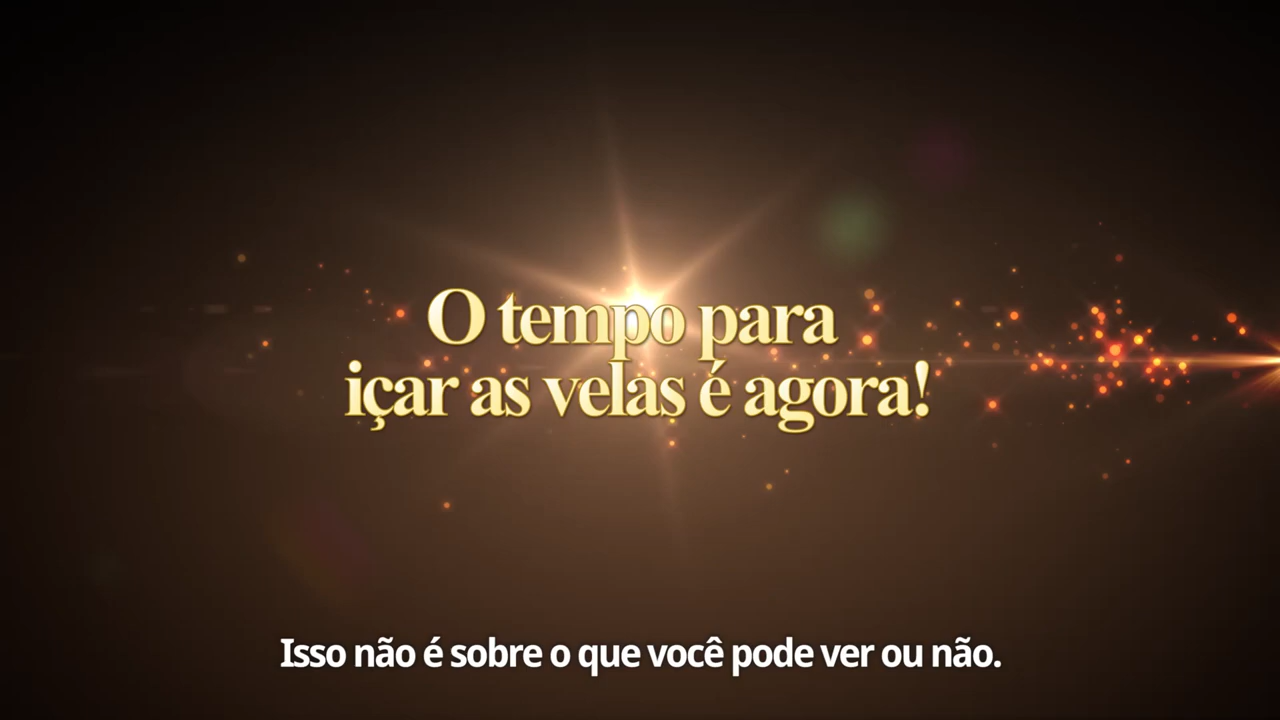 O tempo para
içar as velas é agora!
Isso não é sobre o que você pode ver ou não.